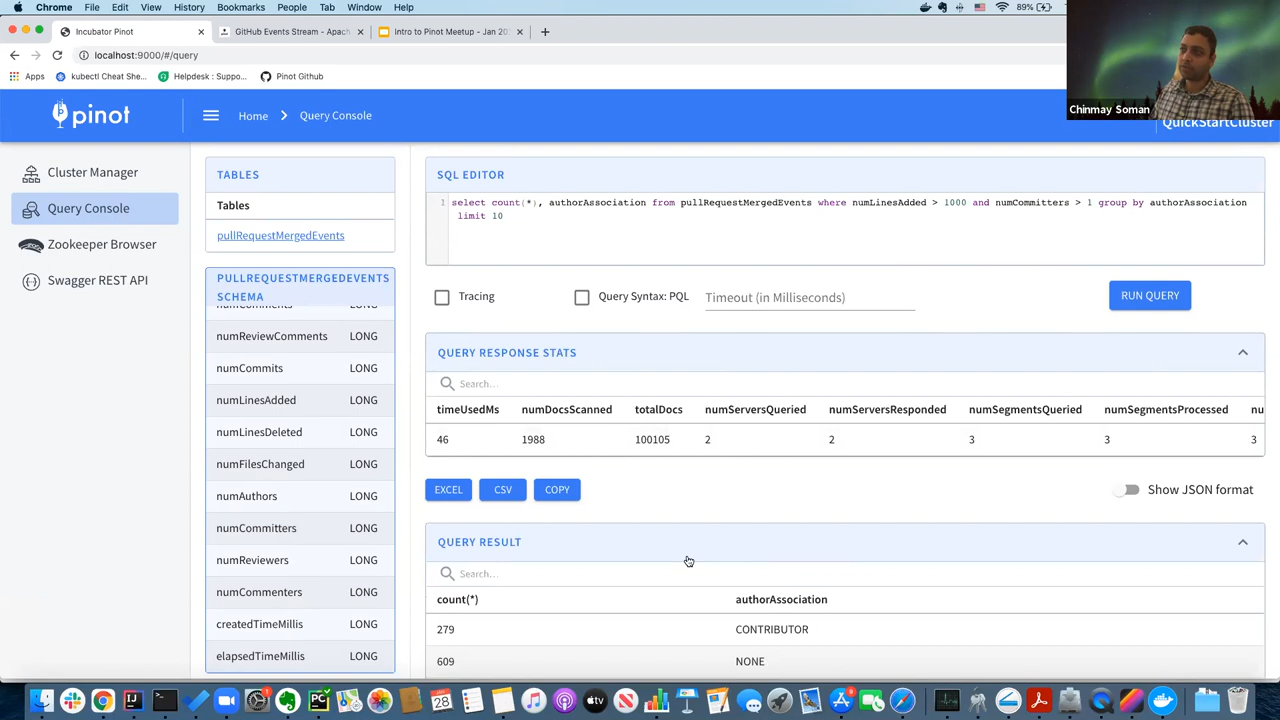 Chrome File Edit View History Bookmarks People Tab Window Help 89%
Incubator Pinot
GitHub Events Stream - Apac
Intro to Pinot Meetup - Jan 20
localhost:9000/#/query
Apps kubectl Cheat She... Helpdesk : Suppo... Pinot Github
Chinmay Soman
pinot
Home
Query Console
QuickStartCluster
Cluster Manager
Query Console
Zookeeper Browser
Swagger REST API
TABLES
Tables
pullRequestMergedEvents
PULLREQUESTMERGEDEVENTS
SCHEMA
numComments LONG
numReviewComments LONG
numCommits LONG
numLinesAdded LONG
numLinesDeleted LONG
numFilesChanged LONG
numAuthors LONG
numCommitters LONG
numReviewers LONG
numCommenters LONG
createdTimeMillis LONG
elapsedTimeMillis LONG
SQL EDITOR
1 select count(*), authorAssociation from pullRequestMergedEvents where numLinesAdded > 1000 and numCommitters > 1 group by authorAssociation
limit 10
Tracing
Query Syntax: PQL
Timeout (in Milliseconds)
RUN QUERY
QUERY RESPONSE STATS
Search...
timeUsedMs numDocsScanned totalDocs numServersQueried numServersResponded numSegmentsQueried numSegmentsProcessed nu
46 1988 100105 2 2 3 3 3
EXCEL CSV COPY
Show JSON format
QUERY RESULT
Search...
count(*) authorAssociation
279 CONTRIBUTOR
609 NONE